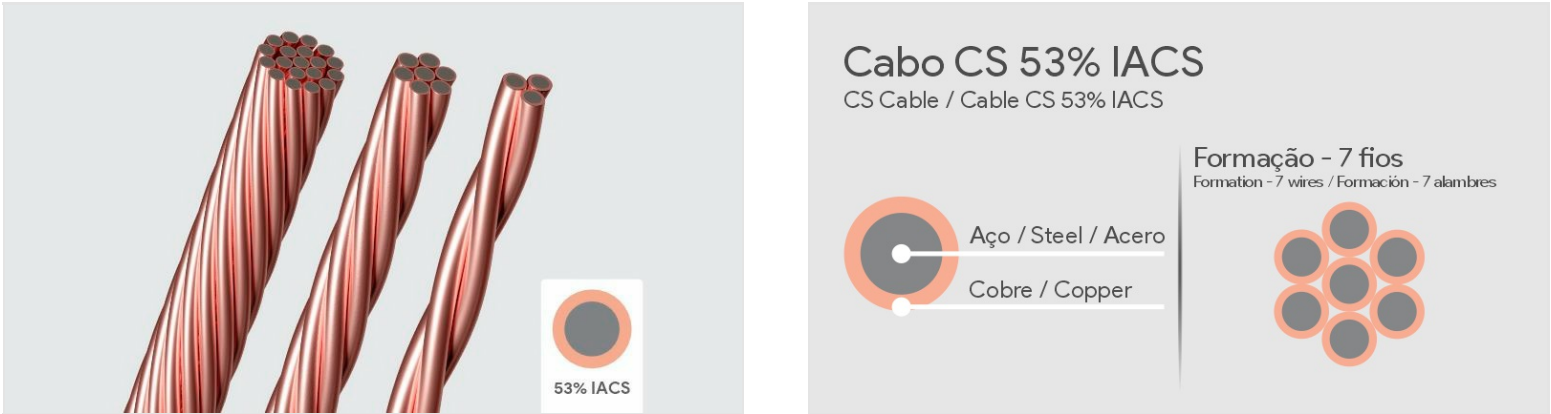 53% IACS
Cabo CS 53% IACS
CS Cable / Cable CS 53% IACS
Formação - 7 fios
Formation - 7 wires / Formación - 7 alambres
Aço / Steel / Acero
Cobre / Copper